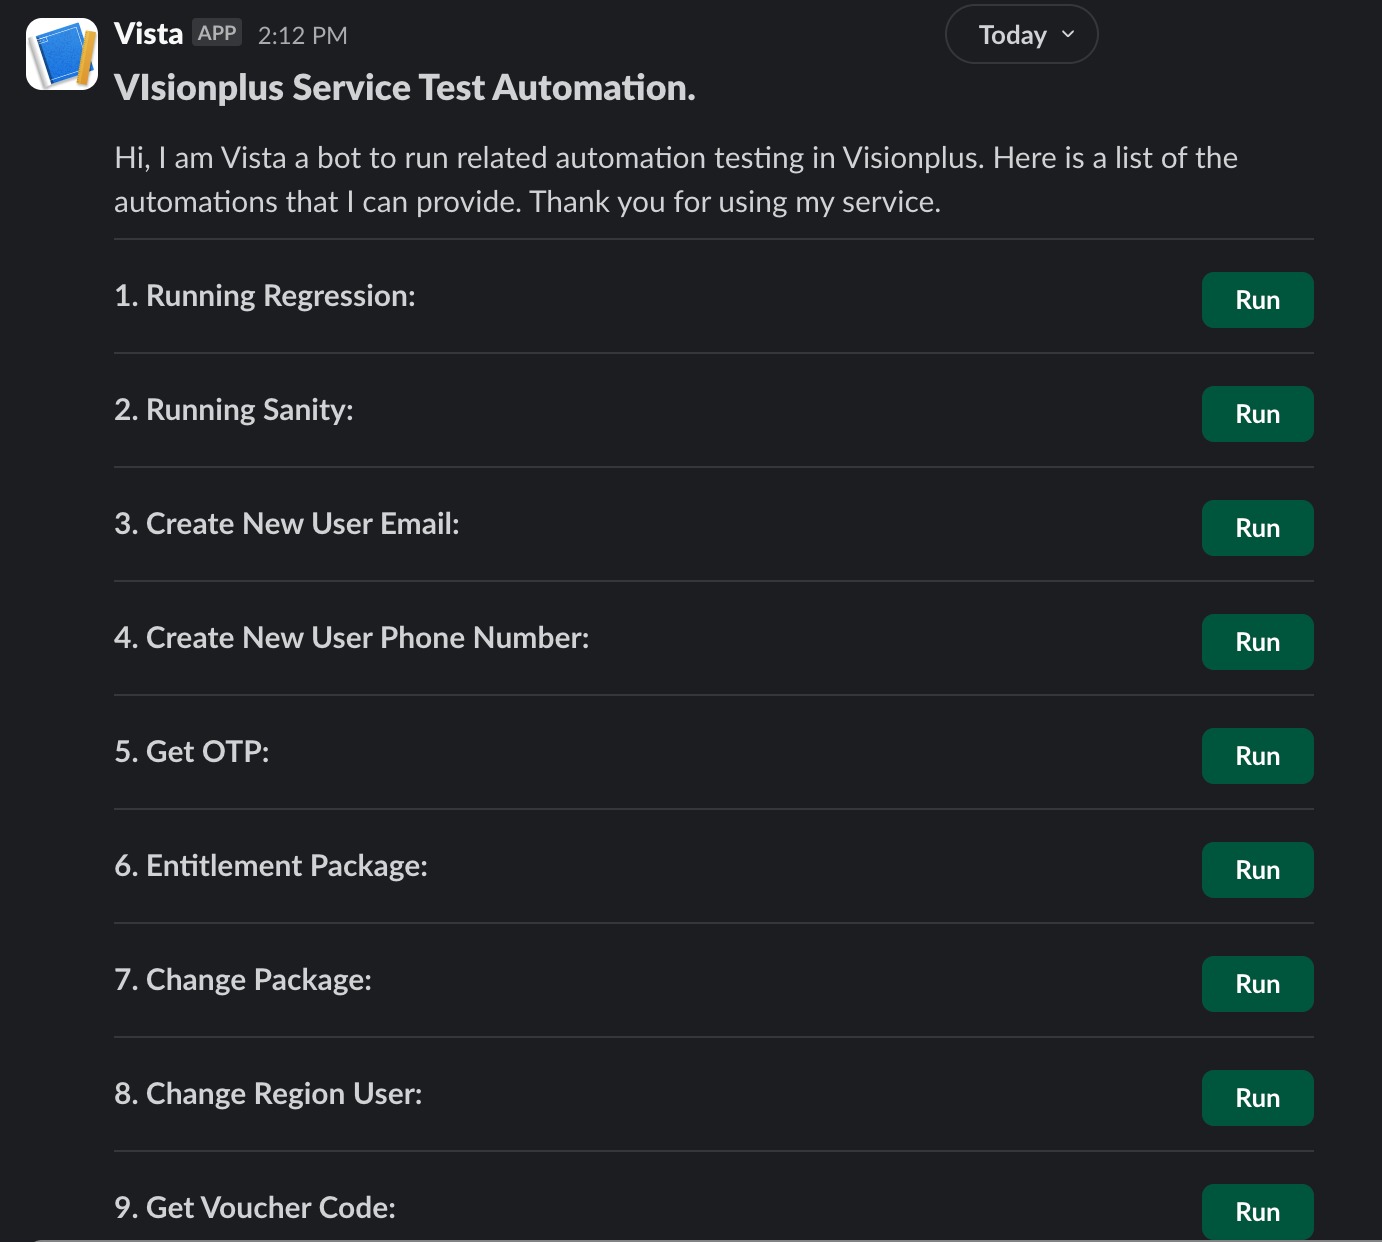 Vista APP 2:12 PM
Today
VIsionplus Service Test Automation.
Hi, I am Vista a bot to run related automation testing in Visionplus. Here is a list of the
automations that I can provide. Thank you for using my service.
1. Running Regression:
Run
2. Running Sanity:
Run
3. Create New User Email:
Run
4. Create New User Phone Number:
Run
5. Get OTP:
Run
6. Entitlement Package:
Run
7. Change Package:
Run
8. Change Region User:
Run
9. Get Voucher Code:
Run